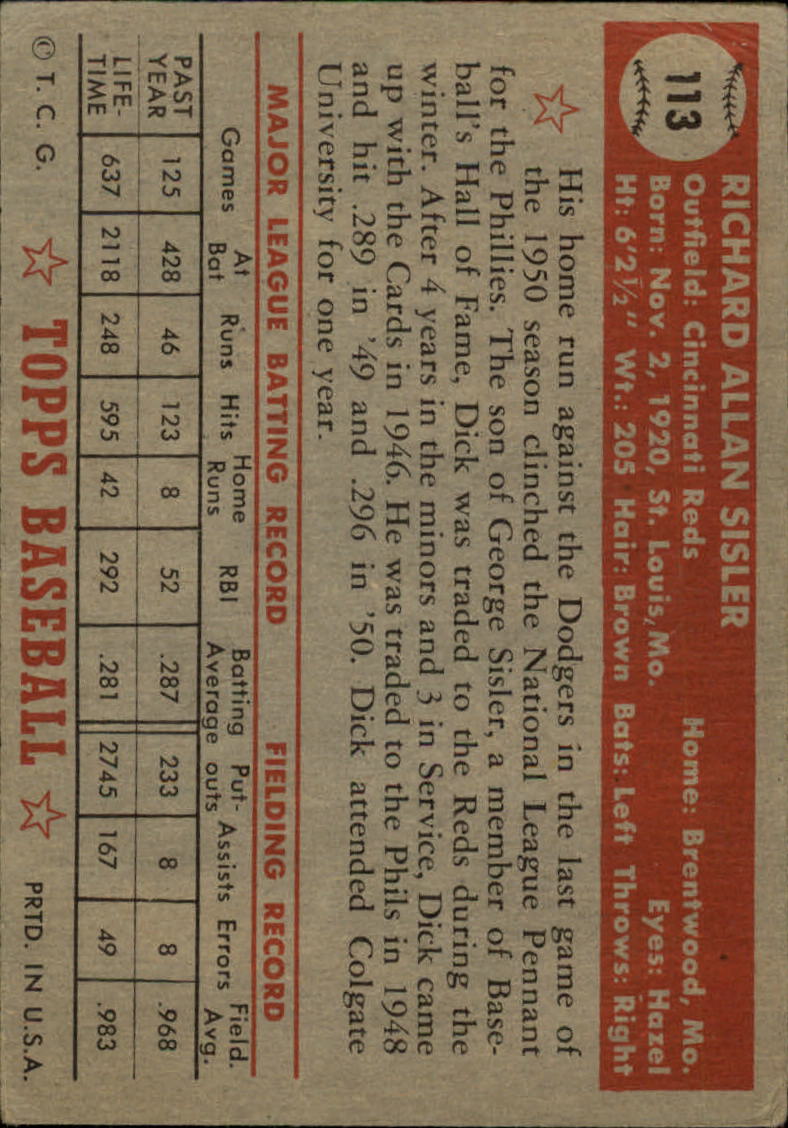 113
RICHARD ALLAN SISLER
Outfield: Cincinnati Reds Home: Brentwood, Mo.
Born: Nov. 2, 1920, St. Louis, Mo. Eyes: Hazel
Ht: 6'2½" Wt.: 205 Hair: Brown Bats: Left Throws: Right
His home run against the Dodgers in the last game of
the 1950 season clinched the National League Pennant
for the Phillies. The son of George Sisler, a member of Base-
ball's Hall of Fame, Dick was traded to the Reds during the
winter. After 4 years in the minors and 3 in Service, Dick came
up with the Cards in 1946. He was traded to the Phils in 1948
and hit .289 in '49 and .296 in '50. Dick attended Colgate
University for one year.
MAJOR LEAGUE BATTING RECORD FIELDING RECORD
Games At Bat Runs Hits Home Runs RBI Batting Average Put-outs Assists Errors Field. Avg.
PAST YEAR 125 428 46 123 8 52 .287 233 8 8 .968
LIFE-TIME 637 2118 248 595 42 292 .281 2745 167 49 .983
© T. C. G. TOPPS BASEBALL PRTD. IN U.S.A.